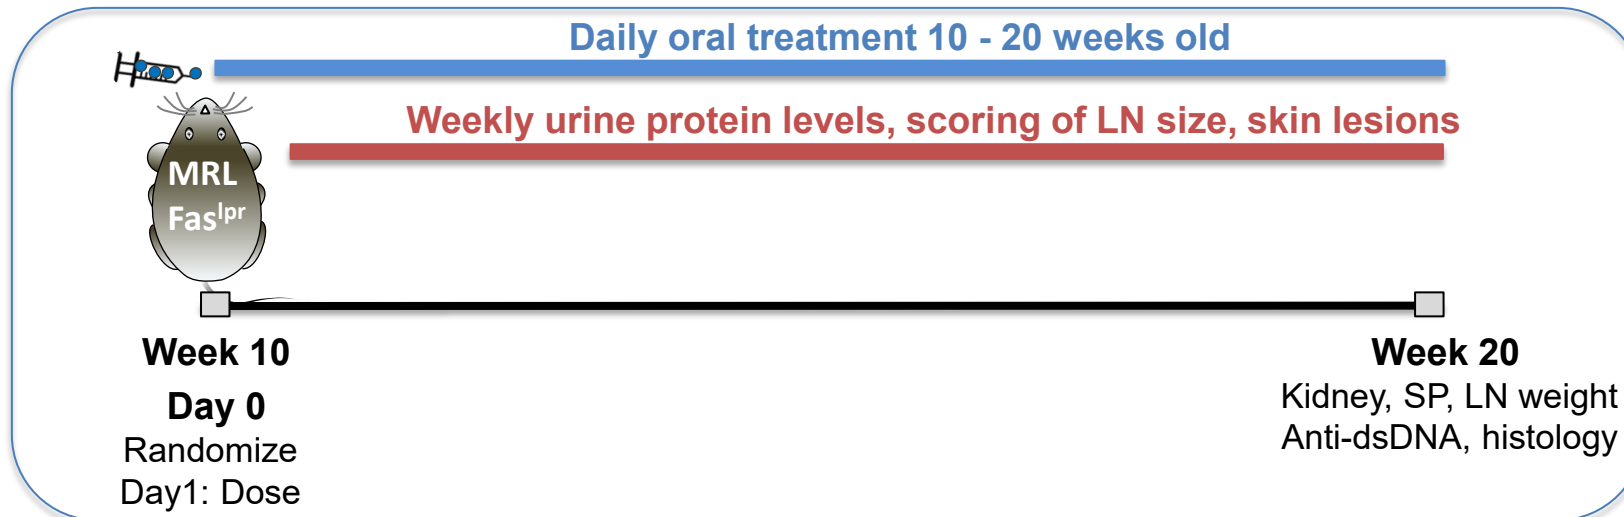 Daily oral treatment 10 - 20 weeks old
Weekly urine protein levels, scoring of LN size, skin lesions
MRL
Fas^lpr
Week 10
Day 0
Randomize
Day1: Dose
Week 20
Kidney, SP, LN weight
Anti-dsDNA, histology